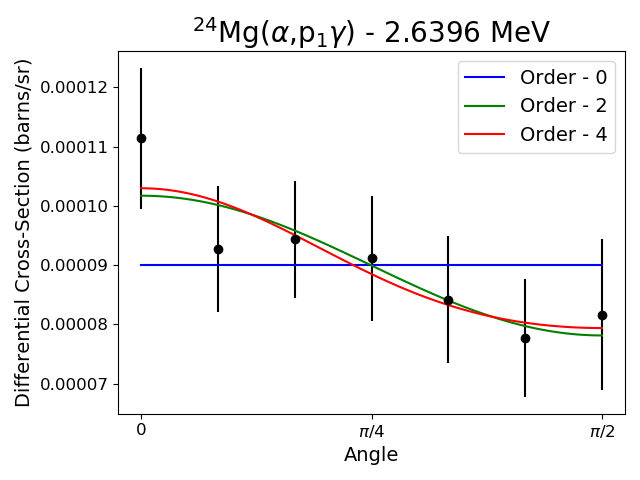 ²⁴Mg(α,p₁γ) - 2.6396 MeV
Differential Cross-Section (barns/sr)
0.00012
0.00011
0.00010
0.00009
0.00008
0.00007
Order - 0
Order - 2
Order - 4
0
π/4
π/2
Angle